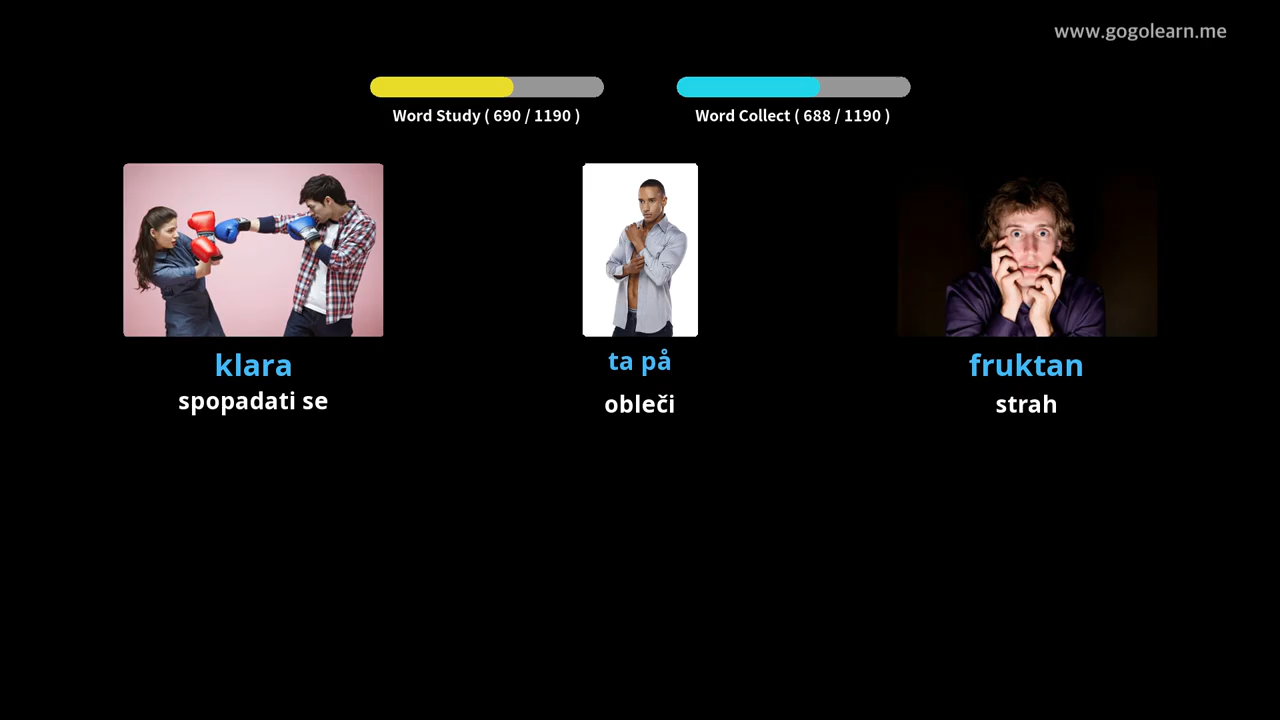 www.gogolearn.me
Word Study ( 690 / 1190 )
Word Collect ( 688 / 1190 )
klara
spopadati se
ta på
obleči
fruktan
strah